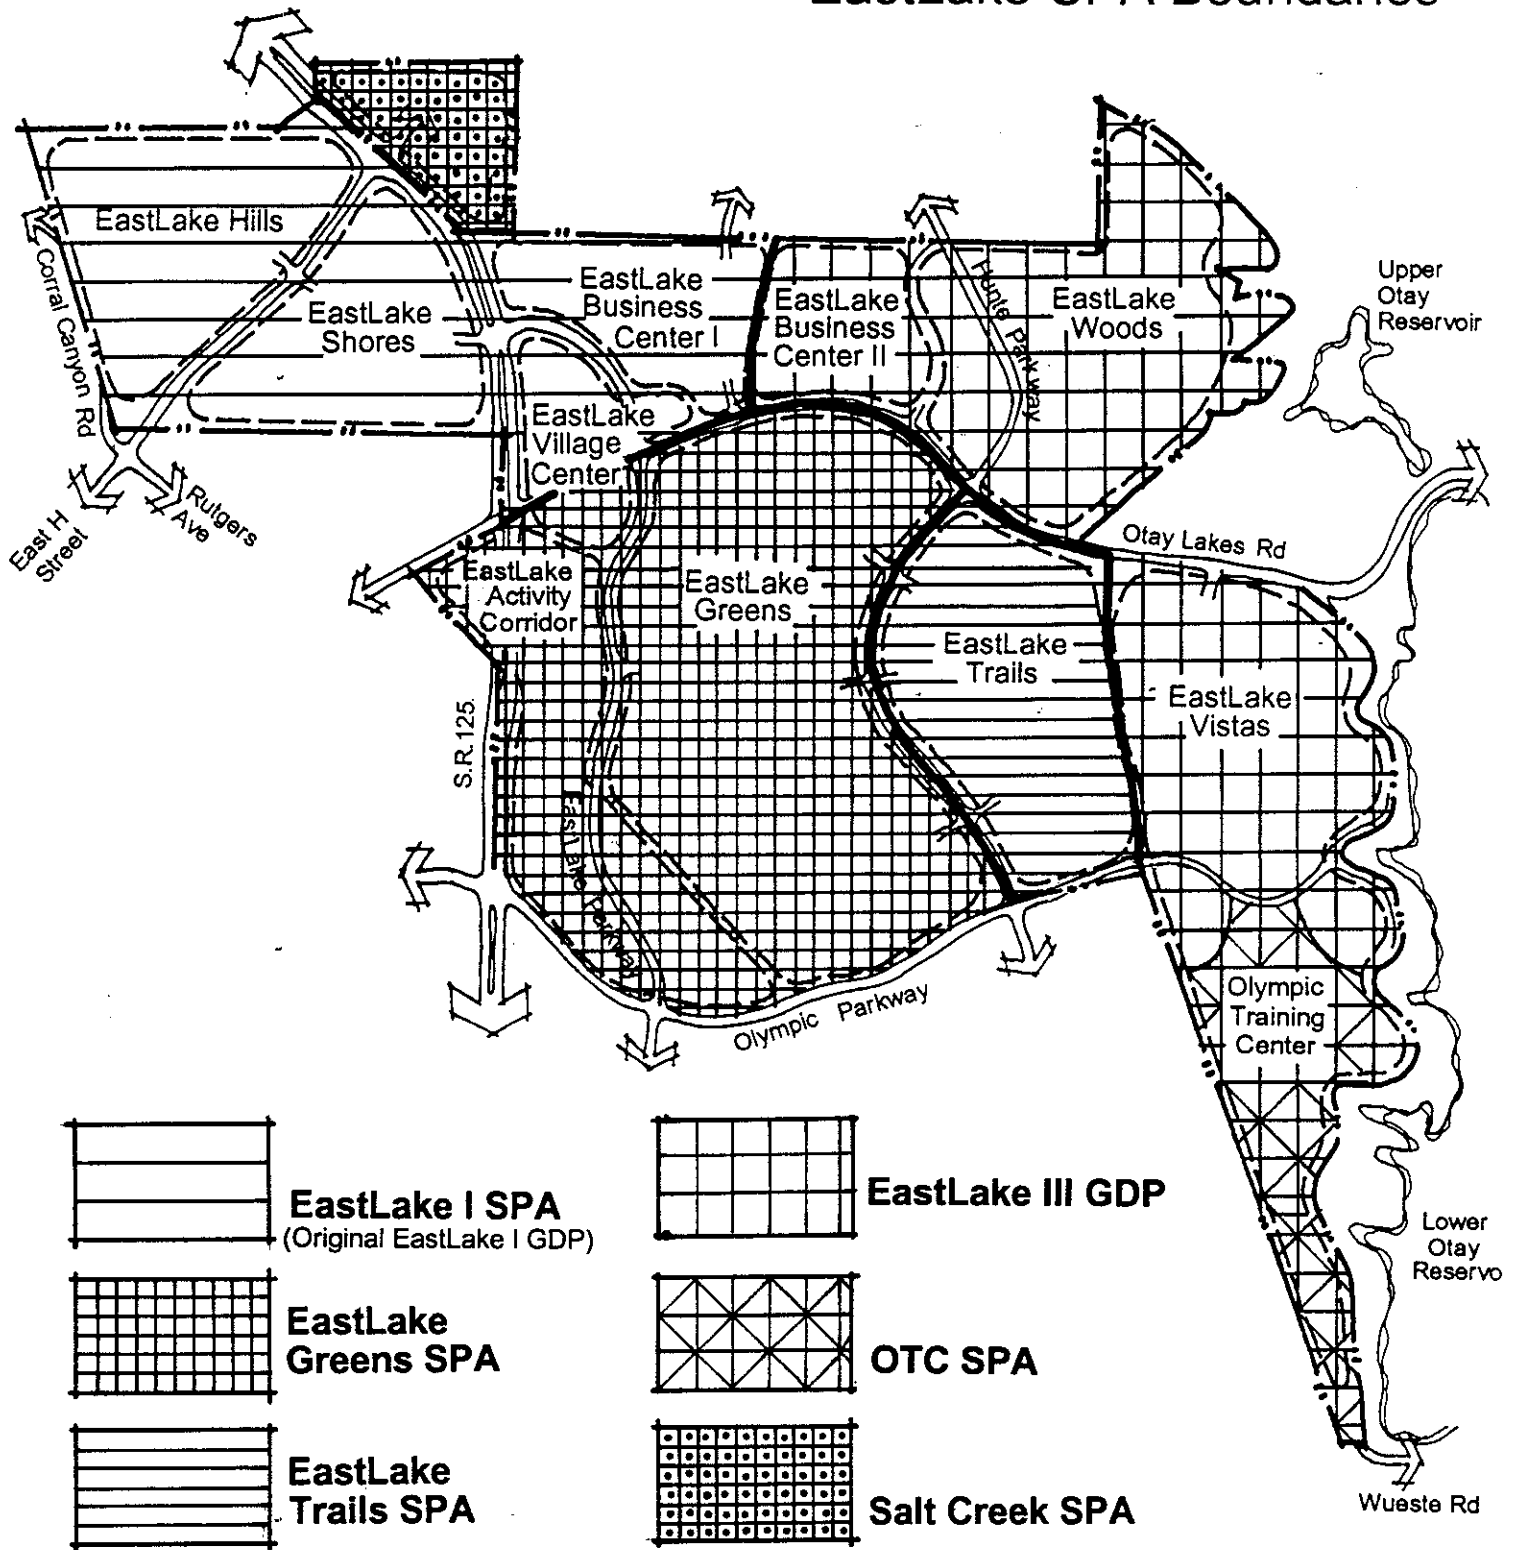 EastLake Hills
Corral Canyon Rd
EastLake
Shores
EastLake
Business
Center I
EastLake
Business
Center II
Hunte Parkway
EastLake
Woods
Upper
Otay
Reservoir
EastLake
Village
Center
East H
Street
Rutgers
Ave
EastLake
Activity
Corridor
EastLake
Greens
Otay Lakes Rd
EastLake
Trails
EastLake
Vistas
S.R.125.
EastLake Parkway
Olympic Parkway
Olympic
Training
Center
Lower
Otay
Reservo
Wueste Rd
EastLake I SPA
(Original EastLake I GDP)
EastLake III GDP
EastLake
Greens SPA
OTC SPA
EastLake
Trails SPA
Salt Creek SPA